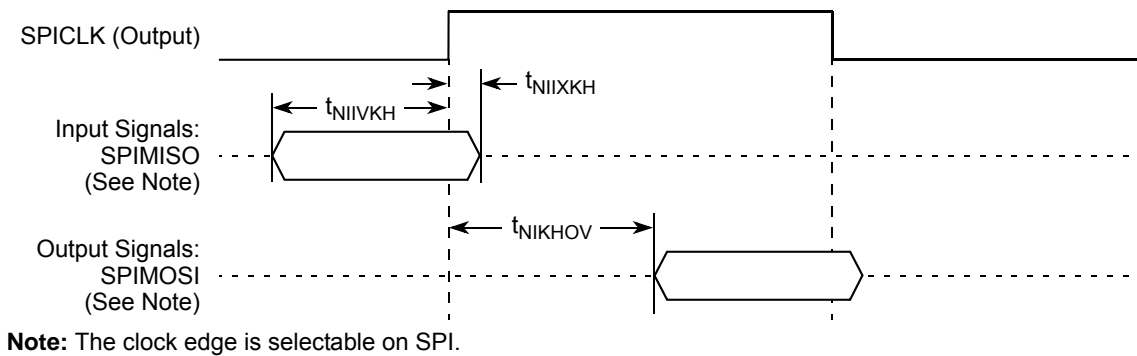 SPICLK (Output)
tNIIXKH
tNIIVKH
Input Signals:
SPIMISO
(See Note)
tNIKHOV
Output Signals:
SPIMOSI
(See Note)
Note: The clock edge is selectable on SPI.